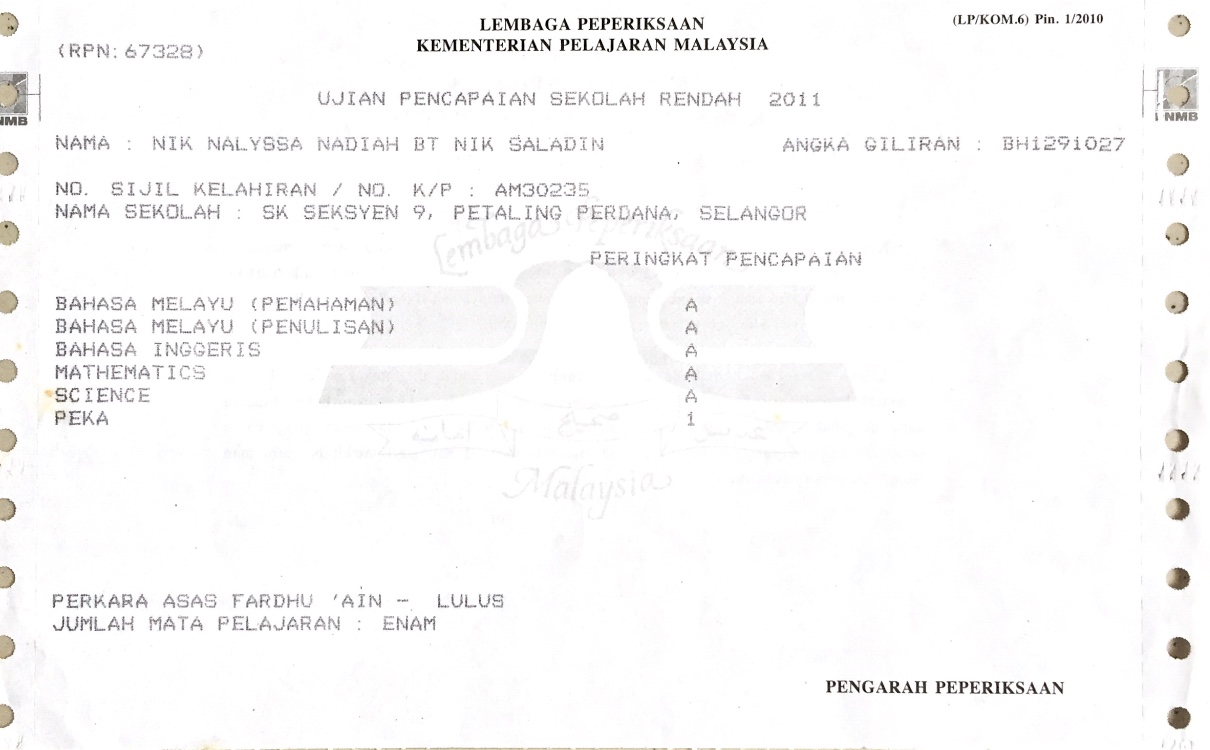 (LP/KOM.6) Pin. 1/2010
LEMBAGA PEPERIKSAAN
KEMENTERIAN PELAJARAN MALAYSIA
(RPN: 67328)
UJIAN PENCAPAIAN SEKOLAH RENDAH 2011
NMB
NMB
NAMA : NIK NALYSSA NADIAH BT NIK SALADIN ANGKA GILIRAN : BH1291027
NO. SIJIL KELAHIRAN / NO. K/P : AM30235
NAMA SEKOLAH : SK SEKSYEN 9, PETALING PERDANA, SELANGOR
Lembaga Peperiksaan
PERINGKAT PENCAPAIAN
BAHASA MELAYU (PEMAHAMAN) A
BAHASA MELAYU (PENULISAN) A
BAHASA INGGERIS A
MATHEMATICS A
SCIENCE A
PEKA 1
Malaysia
PERKARA ASAS FARDHU 'AIN - LULUS
JUMLAH MATA PELAJARAN : ENAM
PENGARAH PEPERIKSAAN